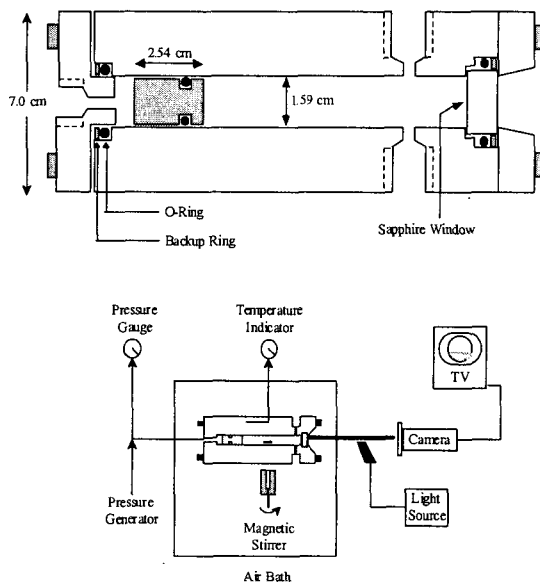 2.54 cm
7.0 cm
1.59 cm
O-Ring
Backup Ring
Sapphire Window
Pressure
Gauge
Temperature
Indicator
TV
Camera
Pressure
Generator
Magnetic
Stirrer
Light
Source
Air Bath